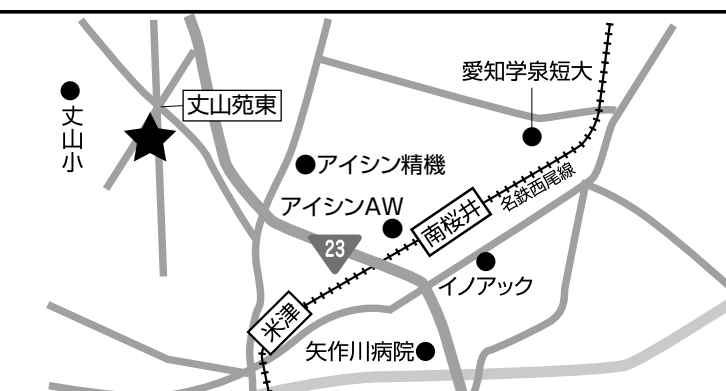 愛知学泉短大
丈山苑東
丈山小
アイシン精機
名鉄西尾線
アイシンAW
南桜井
23
イノアック
米津
矢作川病院